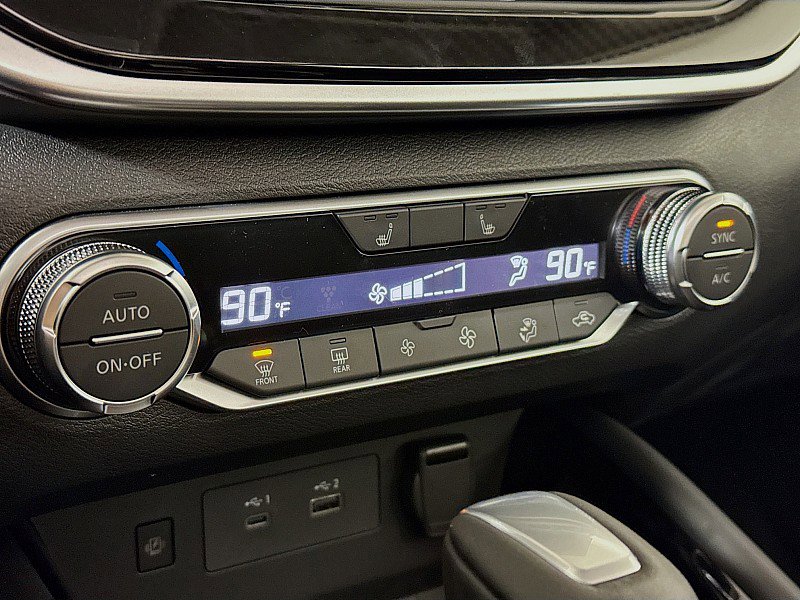 90°F
90°F
AUTO
ON·OFF
SYNC
A/C
FRONT
REAR
1
2